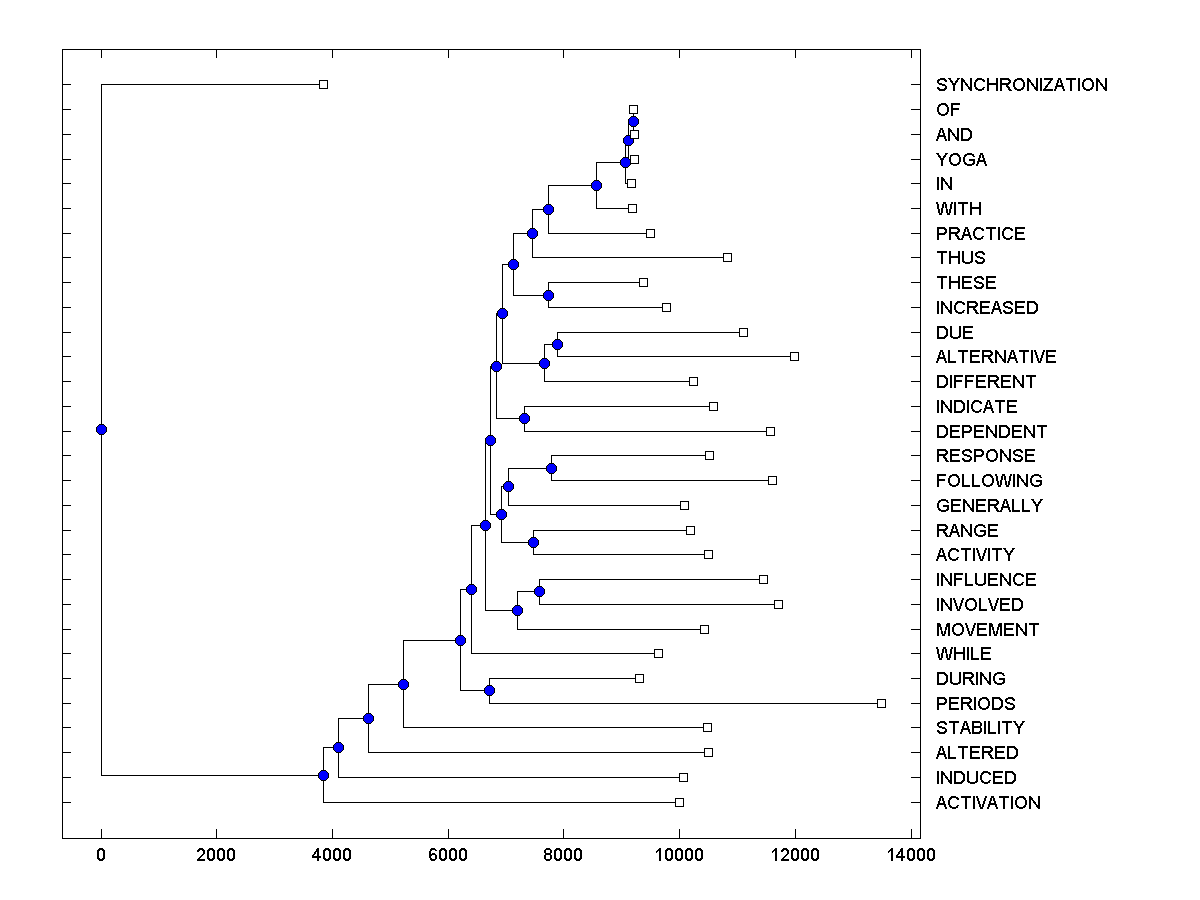 SYNCHRONIZATION
OF
AND
YOGA
IN
WITH
PRACTICE
THUS
THESE
INCREASED
DUE
ALTERNATIVE
DIFFERENT
INDICATE
DEPENDENT
RESPONSE
FOLLOWING
GENERALLY
RANGE
ACTIVITY
INFLUENCE
INVOLVED
MOVEMENT
WHILE
DURING
PERIODS
STABILITY
ALTERED
INDUCED
ACTIVATION
0 2000 4000 6000 8000 10000 12000 14000